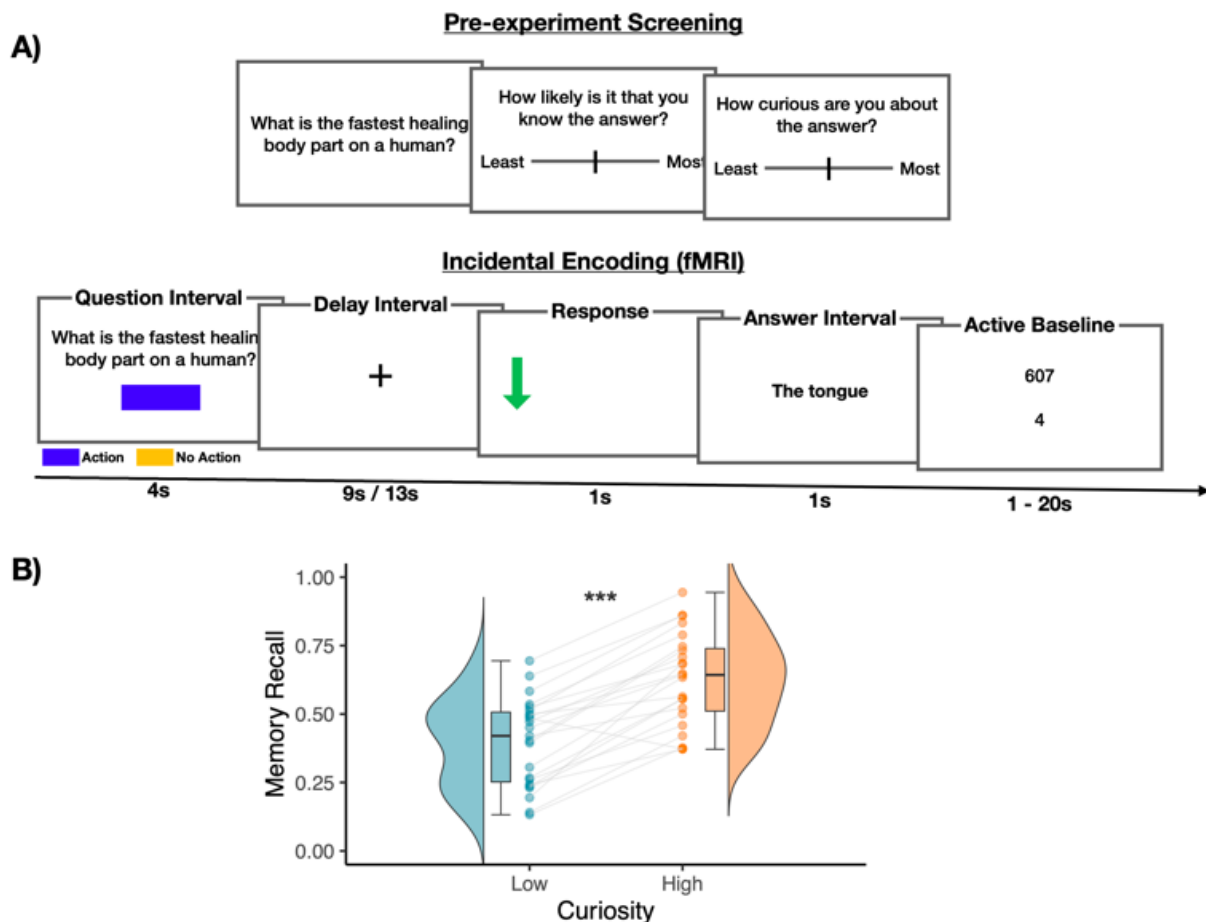 A)
Pre-experiment Screening
What is the fastest healing
body part on a human?
How likely is it that you
know the answer?
Least
Most
How curious are you about
the answer?
Least
Most
Incidental Encoding (fMRI)
Question Interval
What is the fastest healin
body part on a human?
Action
No Action
Delay Interval
+
Response
Answer Interval
The tongue
Active Baseline
607
4
4s
9s / 13s
1s
1s
1 - 20s
B)
Memory Recall
1.00
0.75
0.50
0.25
0.00
***
Low
High
Curiosity